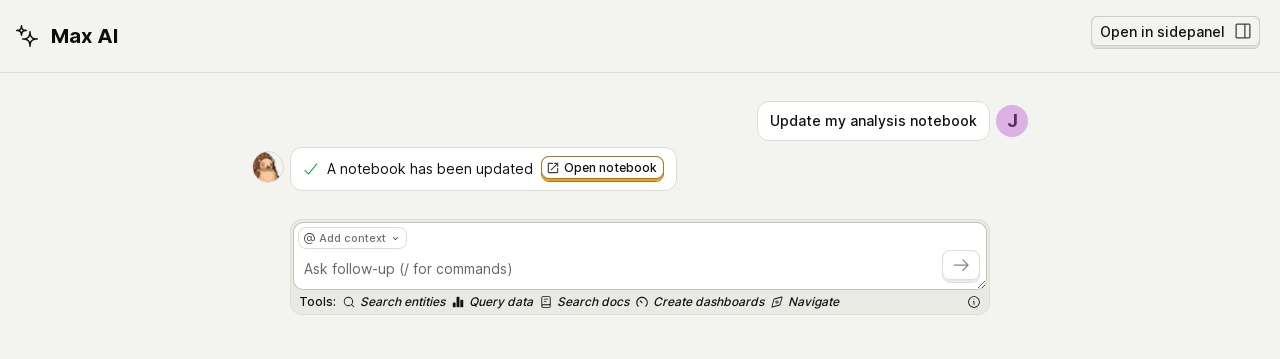 Max AI
Open in sidepanel
Update my analysis notebook
J
A notebook has been updated
Open notebook
@ Add context
Ask follow-up (/ for commands)
Tools: Search entities Query data Search docs Create dashboards Navigate